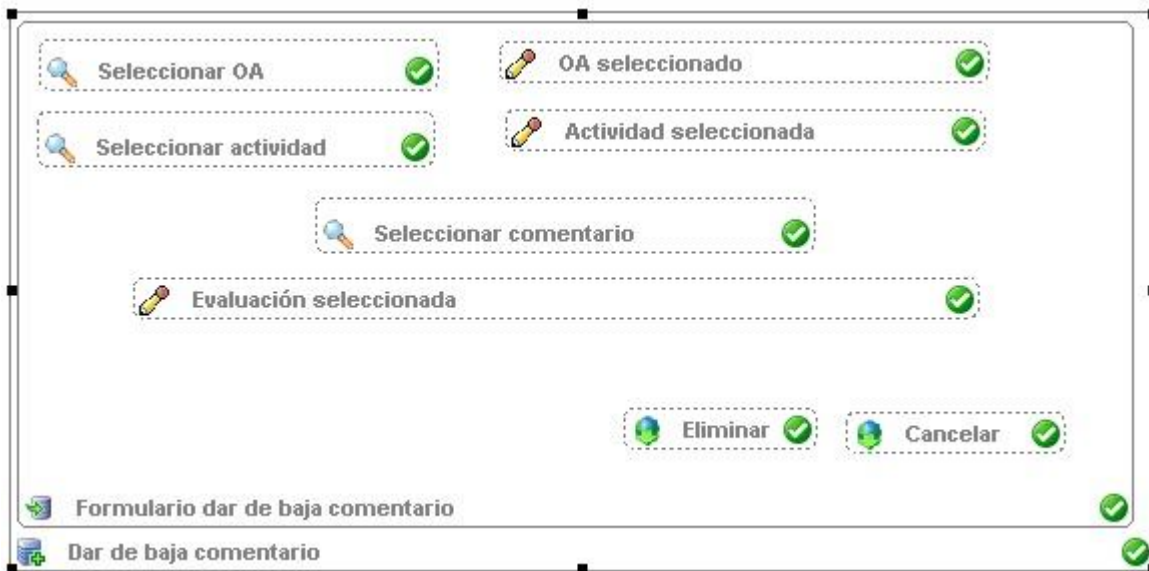 Seleccionar OA
OA seleccionado
Seleccionar actividad
Actividad seleccionada
Seleccionar comentario
Evaluación seleccionada
Eliminar
Cancelar
Formulario dar de baja comentario
Dar de baja comentario